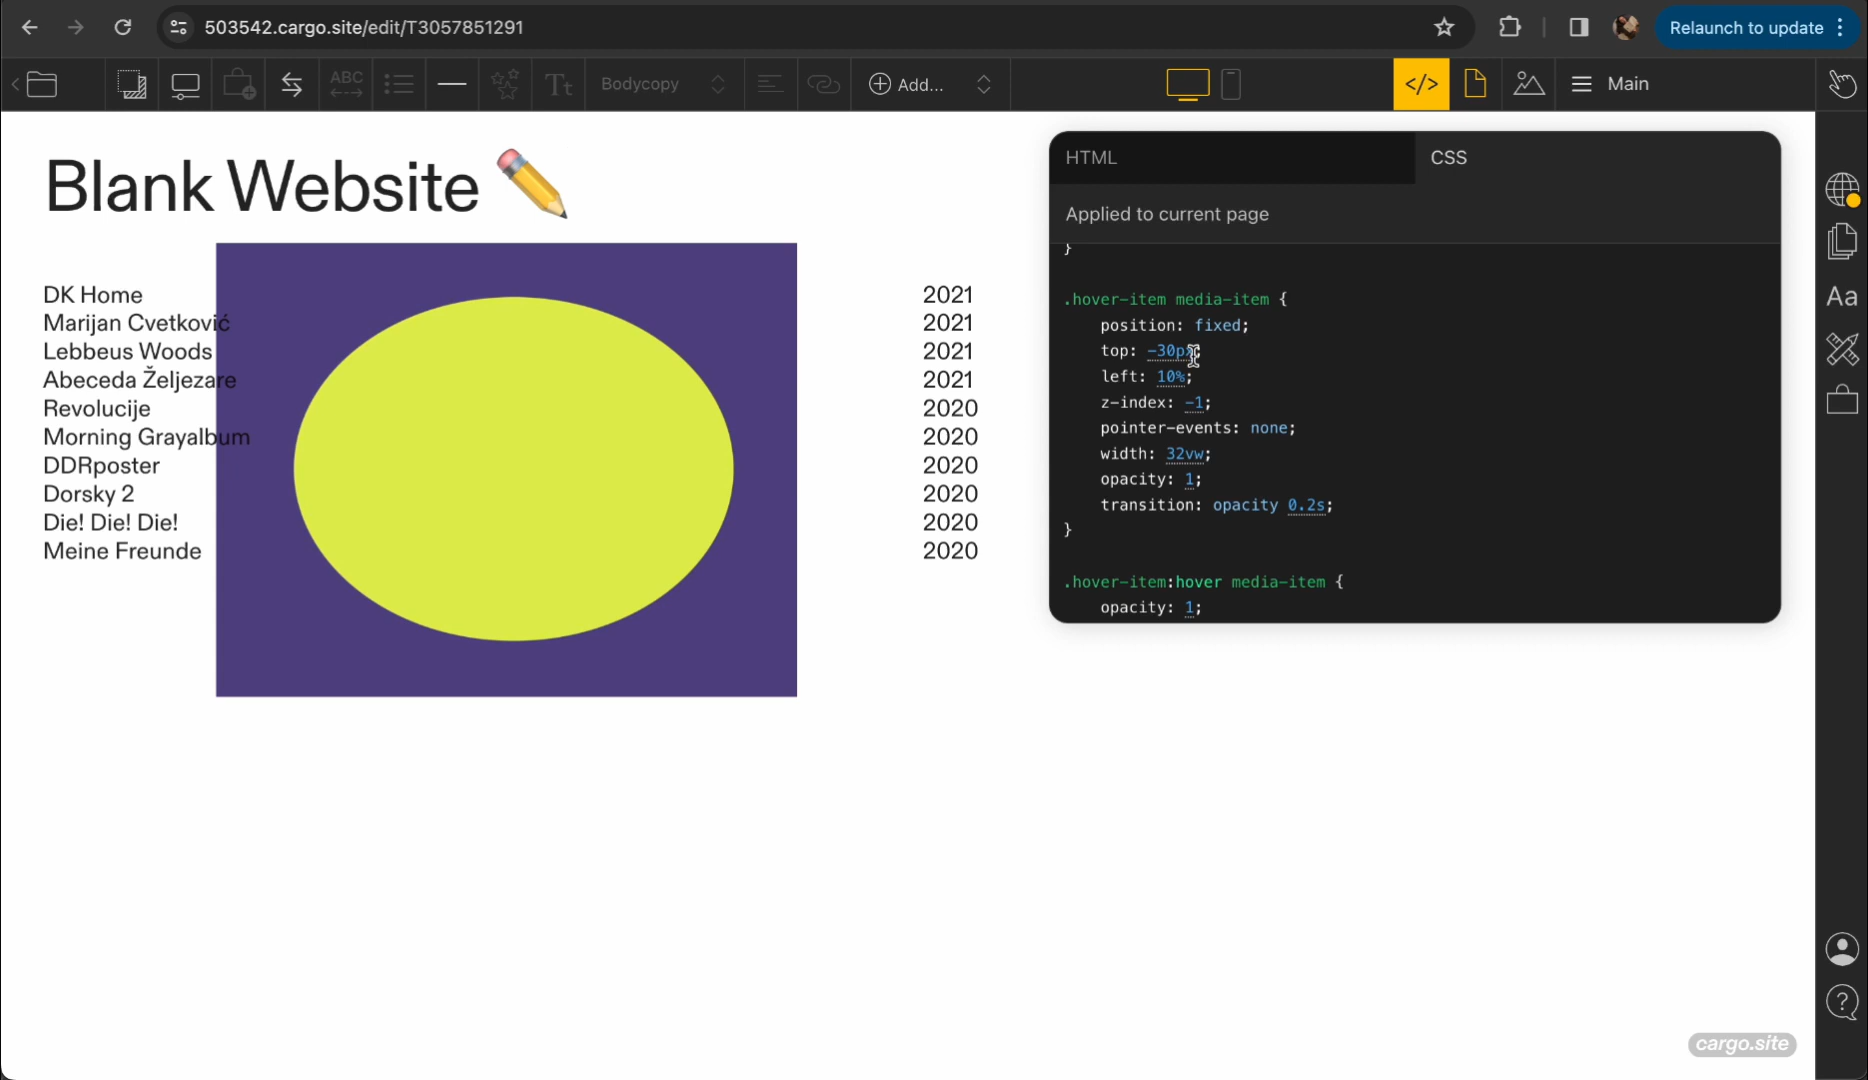 503542.cargo.site/edit/T3057851291
Relaunch to update
ABC
Tt
Bodycopy
Add...
</>
Main
Blank Website
HTML
CSS
Applied to current page
}
.hover-item media-item {
position: fixed;
top: -30px;
left: 10%;
z-index: -1;
pointer-events: none;
width: 32vw;
opacity: 1;
transition: opacity 0.2s;
}
.hover-item:hover media-item {
opacity: 1;
DK Home 2021
Marijan Cvetković 2021
Lebbeus Woods 2021
Abeceda Željezare 2021
Revolucije 2020
Morning Grayalbum 2020
DDRposter 2020
Dorsky 2 2020
Die! Die! Die! 2020
Meine Freunde 2020
Aa
?
cargo.site